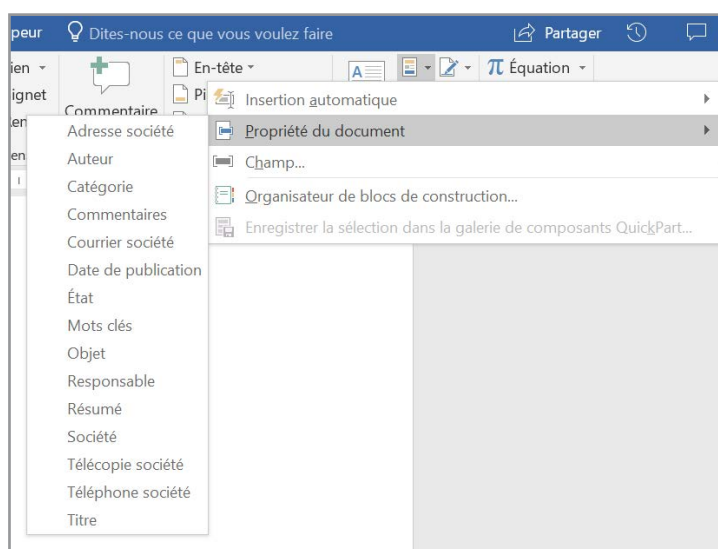 peur Dites-nous ce que vous voulez faire Partager
ien En-tête Équation
ignet Pi
Commentaire
Insertion automatique
Propriété du document
Champ...
Organisateur de blocs de construction...
Enregistrer la sélection dans la galerie de composants QuickPart...
Adresse société
Auteur
Catégorie
Commentaires
Courrier société
Date de publication
État
Mots clés
Objet
Responsable
Résumé
Société
Télécopie société
Téléphone société
Titre